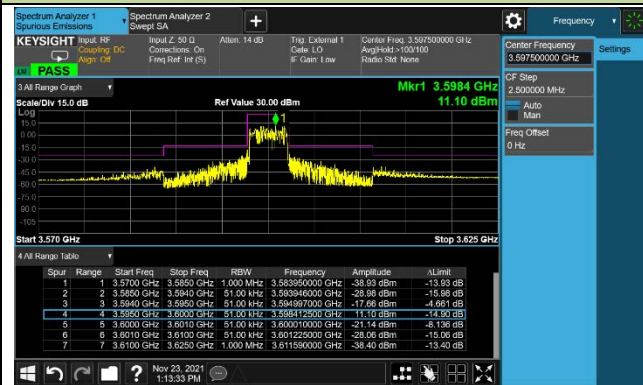 Spectrum Analyzer 1
Spurious Emissions
Spectrum Analyzer 2
Swept SA
Frequency
KEYSIGHT
Input: RF
Coupling: DC
Align: Off
Input Z: 50 Ω
Corrections: On
Freq Ref: Int (S)
Atten: 14 dB
Trig: External 1
Gate: LO
IF Gain: Low
Center Freq: 3.597500000 GHz
Avg|Hold:>100/100
Radio Std: None
PASS
Center Frequency
3.597500000 GHz
Settings
CF Step
2.500000 MHz
Auto
Man
Freq Offset
0 Hz
3 All Range Graph
Mkr1 3.5984 GHz
11.10 dBm
Scale/Div 15.0 dB
Ref Value 30.00 dBm
Log
15.0
0.00
-15.0
-30.0
-45.0
-60.0
-75.0
-90.0
-105
1
Start 3.570 GHz
Stop 3.625 GHz
4 All Range Table
Spur Range Start Freq Stop Freq RBW Frequency Amplitude ΔLimit
1 1 3.5700 GHz 3.5850 GHz 1.000 MHz 3.583950000 GHz -38.93 dBm -13.93 dB
2 2 3.5850 GHz 3.5940 GHz 51.00 kHz 3.593946000 GHz -28.98 dBm -15.98 dB
3 3 3.5940 GHz 3.5950 GHz 51.00 kHz 3.594997000 GHz -17.66 dBm -4.661 dB
4 4 3.5950 GHz 3.6000 GHz 51.00 kHz 3.598412500 GHz 11.10 dBm -14.90 dB
5 5 3.6000 GHz 3.6010 GHz 51.00 kHz 3.600010000 GHz -21.14 dBm -8.136 dB
6 6 3.6010 GHz 3.6100 GHz 51.00 kHz 3.601225000 GHz -28.06 dBm -15.06 dB
7 7 3.6100 GHz 3.6250 GHz 1.000 MHz 3.611590000 GHz -38.40 dBm -13.40 dB
Nov 23, 2021
1:13:33 PM